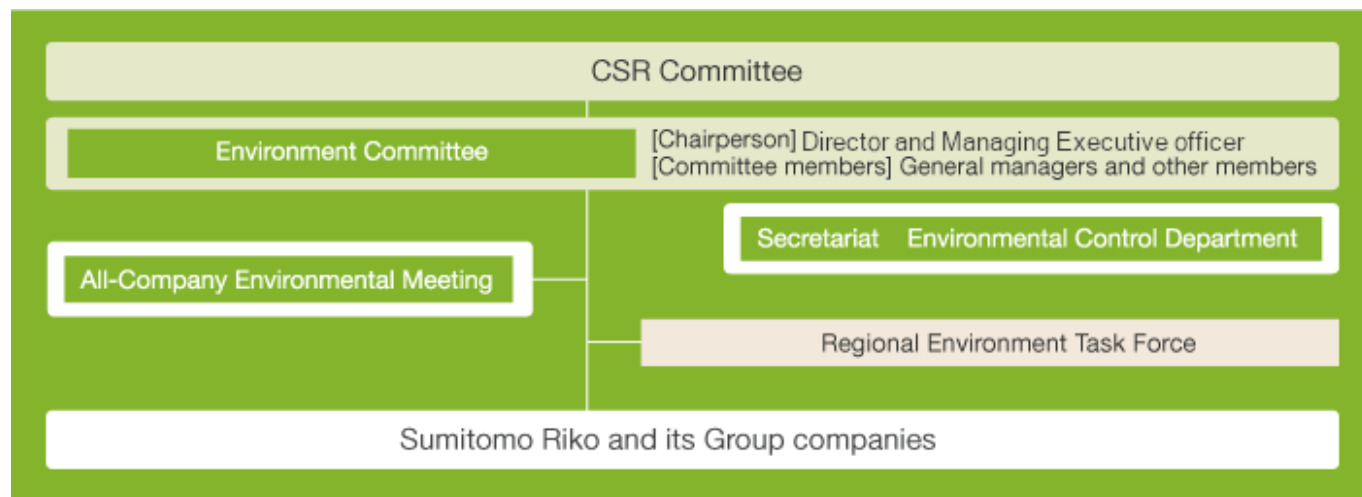 CSR Committee
Environment Committee
[Chairperson] Director and Managing Executive officer
[Committee members] General managers and other members
Secretariat Environmental Control Department
All-Company Environmental Meeting
Regional Environment Task Force
Sumitomo Riko and its Group companies